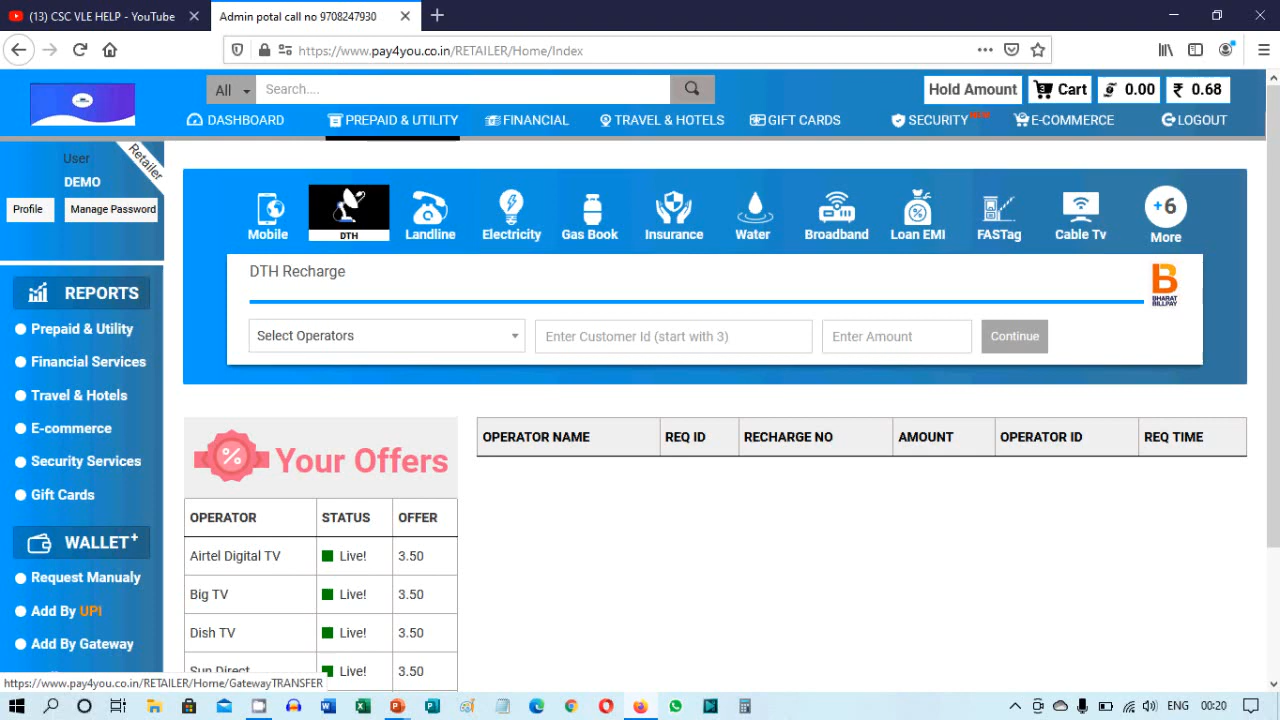 (13) CSC VLE HELP - YouTube
Admin potal call no 9708247930
https://www.pay4you.co.in/RETAILER/Home/Index
All
Search....
Hold Amount
Cart
0.00
₹ 0.68
DASHBOARD
PREPAID & UTILITY
FINANCIAL
TRAVEL & HOTELS
GIFT CARDS
SECURITY
E-COMMERCE
LOGOUT
User
Retailer
DEMO
Profile
Manage Password
Mobile
DTH
Landline
Electricity
Gas Book
Insurance
Water
Broadband
Loan EMI
FASTag
Cable Tv
+6
More
DTH Recharge
B
BHARAT
BILLPAY
Select Operators
Enter Customer Id (start with 3)
Enter Amount
Continue
REPORTS
Prepaid & Utility
Financial Services
Travel & Hotels
E-commerce
Security Services
Gift Cards
WALLET+
Request Manualy
Add By UPI
Add By Gateway
% Your Offers
OPERATOR STATUS OFFER
Airtel Digital TV Live! 3.50
Big TV Live! 3.50
Dish TV Live! 3.50
Sun Direct Live! 3.50
OPERATOR NAME REQ ID RECHARGE NO AMOUNT OPERATOR ID REQ TIME
https://www.pay4you.co.in/RETAILER/Home/GatewayTRANSFER
ENG
00:20